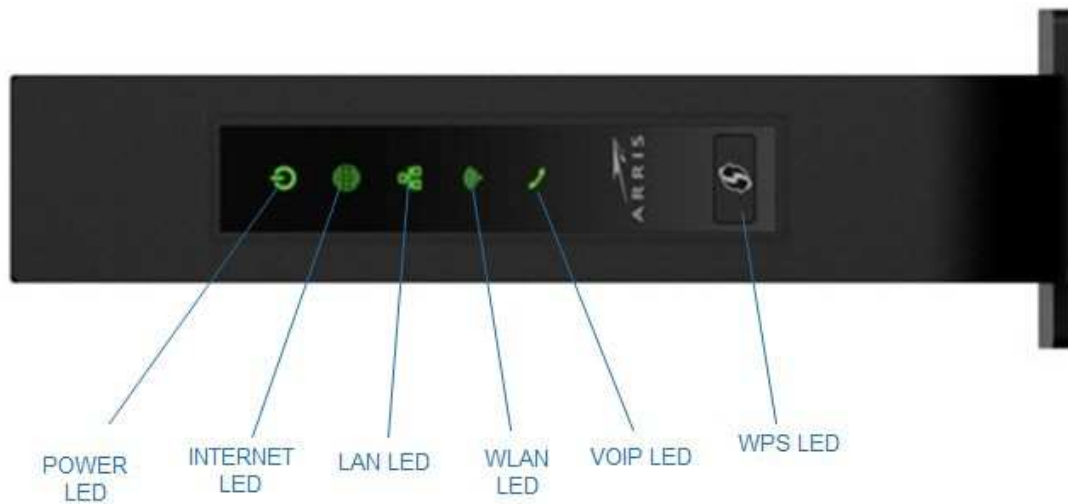 ARRIS
POWER
LED
INTERNET
LED
LAN LED
WLAN
LED
VOIP LED
WPS LED